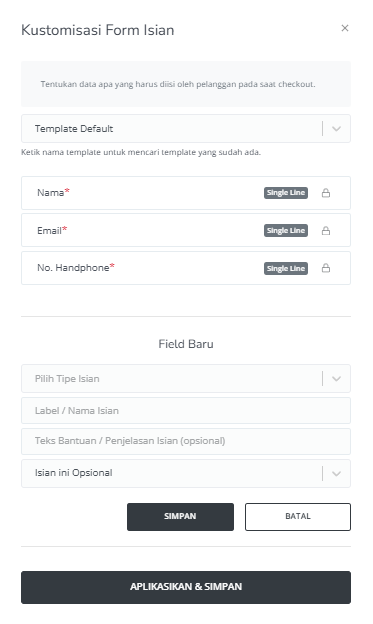 Kustomisasi Form Isian
Tentukan data apa yang harus diisi oleh pelanggan pada saat checkout.
Template Default
Ketik nama template untuk mencari template yang sudah ada.
Nama* Single Line
Email* Single Line
No. Handphone* Single Line
Field Baru
Pilih Tipe Isian
Label / Nama Isian
Teks Bantuan / Penjelasan Isian (opsional)
Isian ini Opsional
SIMPAN BATAL
APLIKASIKAN & SIMPAN